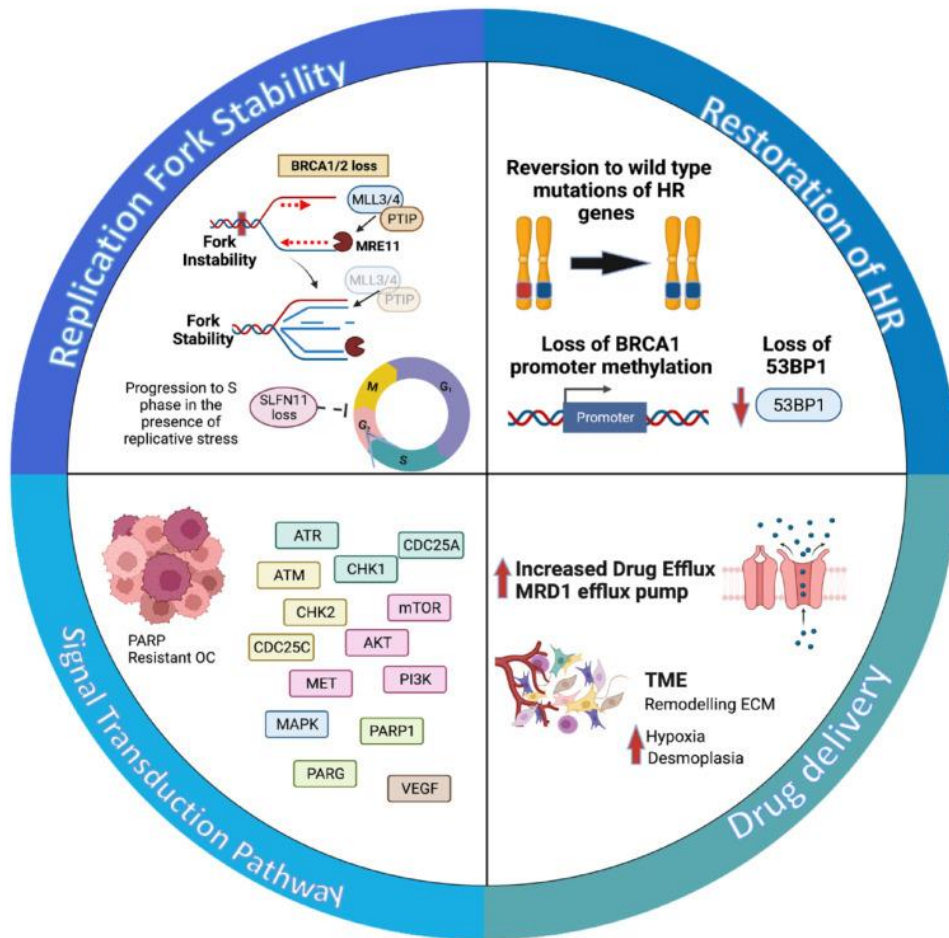 Replication Fork Stability
BRCA1/2 loss
MLL3/4
PTIP
Fork
Instability
MRE11
MLL3/4
PTIP
Fork
Stability
Progression to S
phase in the
presence of
replicative stress
SLFN11
loss
M
G₁
G₂
S
Restoration of HR
Reversion to wild type
mutations of HR
genes
Loss of BRCA1
promoter methylation
Promoter
Loss of
53BP1
53BP1
Signal Transduction Pathway
PARP
Resistant OC
ATR
CDC25A
ATM
CHK1
CHK2
mTOR
CDC25C
AKT
MET
PI3K
MAPK
PARP1
PARG
VEGF
Drug delivery
Increased Drug Efflux
MRD1 efflux pump
TME
Remodelling ECM
Hypoxia
Desmoplasia